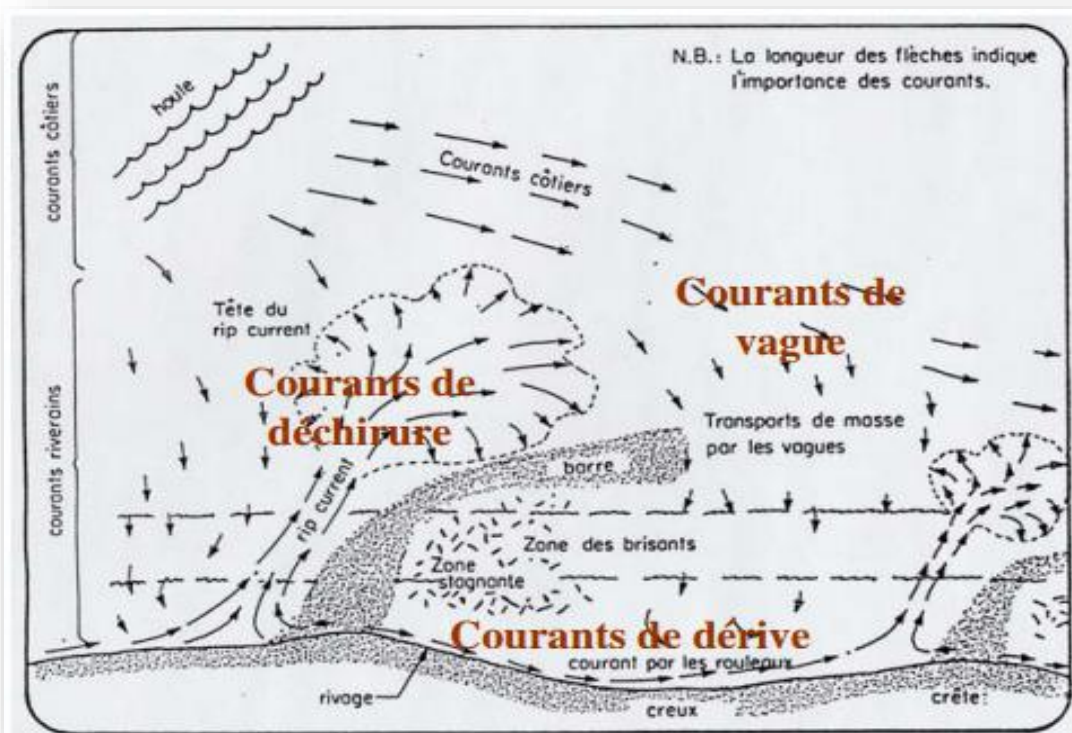 N.B.: La longueur des flèches indique
l'importance des courants.
houle
courants côtiers
Courants côtiers
Tête du
rip current
Courants de
vague
Courants de
déchirure
courants riverains
Transports de masse
par les vagues
barre
rip current
Zone des brisants
Zone
stagnante
Courants de dérive
courant par les rouleaux
rivage
creux
crête